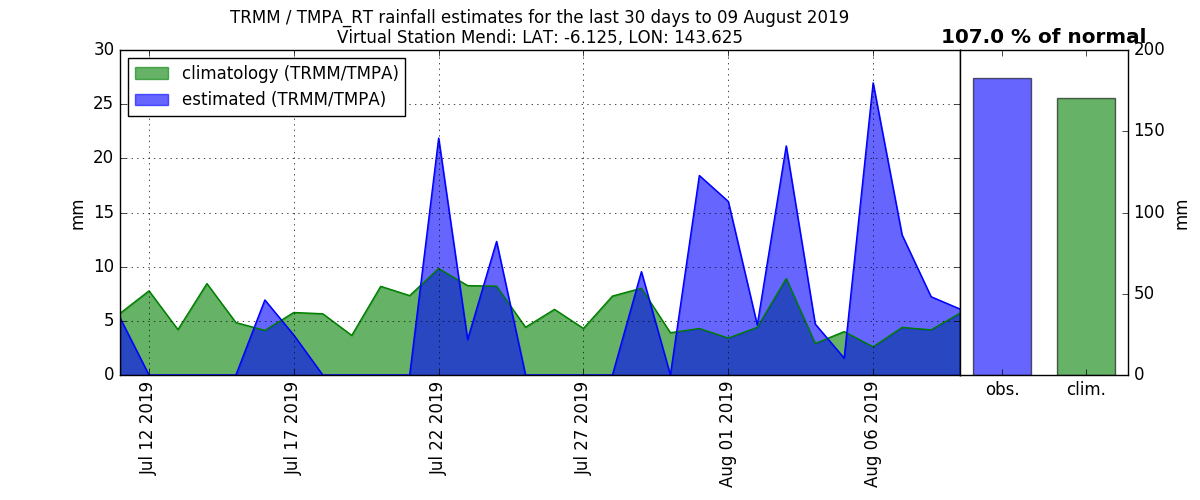 TRMM / TMPA_RT rainfall estimates for the last 30 days to 09 August 2019
Virtual Station Mendi: LAT: -6.125, LON: 143.625
107.0 % of normal
climatology (TRMM/TMPA)
estimated (TRMM/TMPA)
30
25
20
15
10
5
0
mm
Jul 12 2019
Jul 17 2019
Jul 22 2019
Jul 27 2019
Aug 01 2019
Aug 06 2019
obs.
clim.
200
150
100
50
0
mm